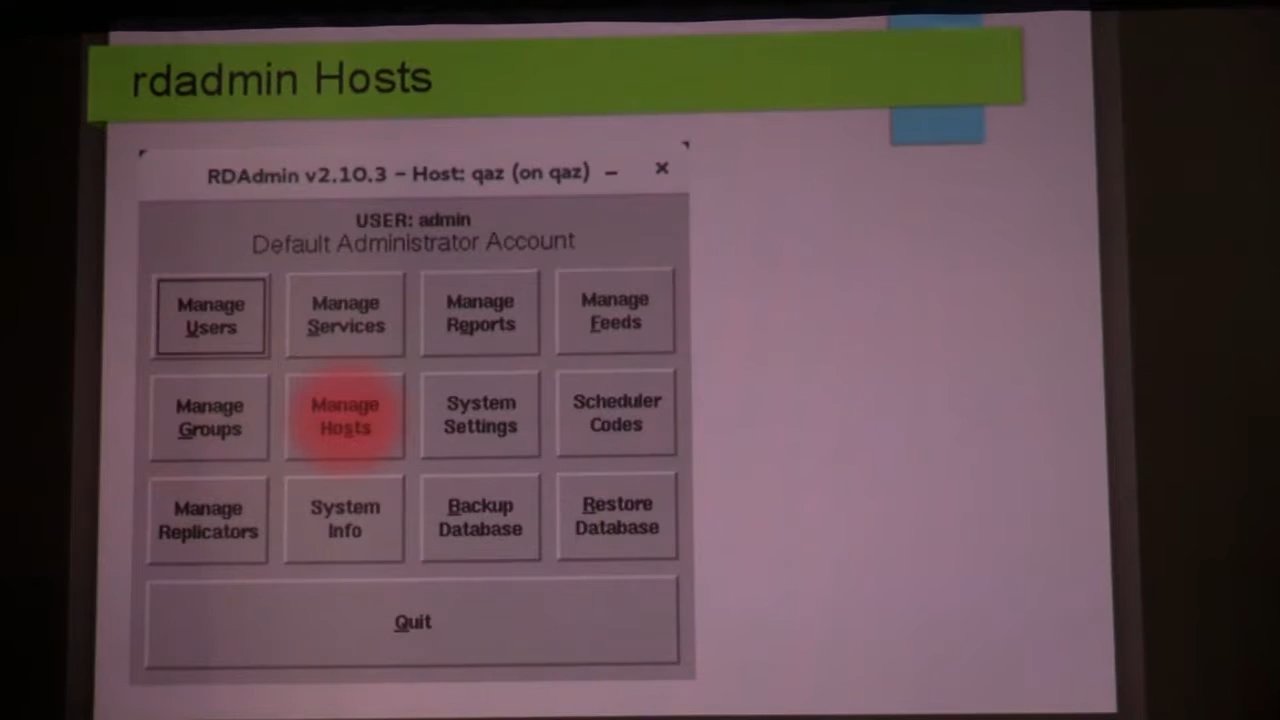 rdadmin Hosts
RDAdmin v2.10.3 – Host: qaz (on qaz)
USER: admin
Default Administrator Account
Manage
Users
Manage
Services
Manage
Reports
Manage
Feeds
Manage
Groups
Manage
Hosts
System
Settings
Scheduler
Codes
Manage
Replicators
System
Info
Backup
Database
Restore
Database
Quit